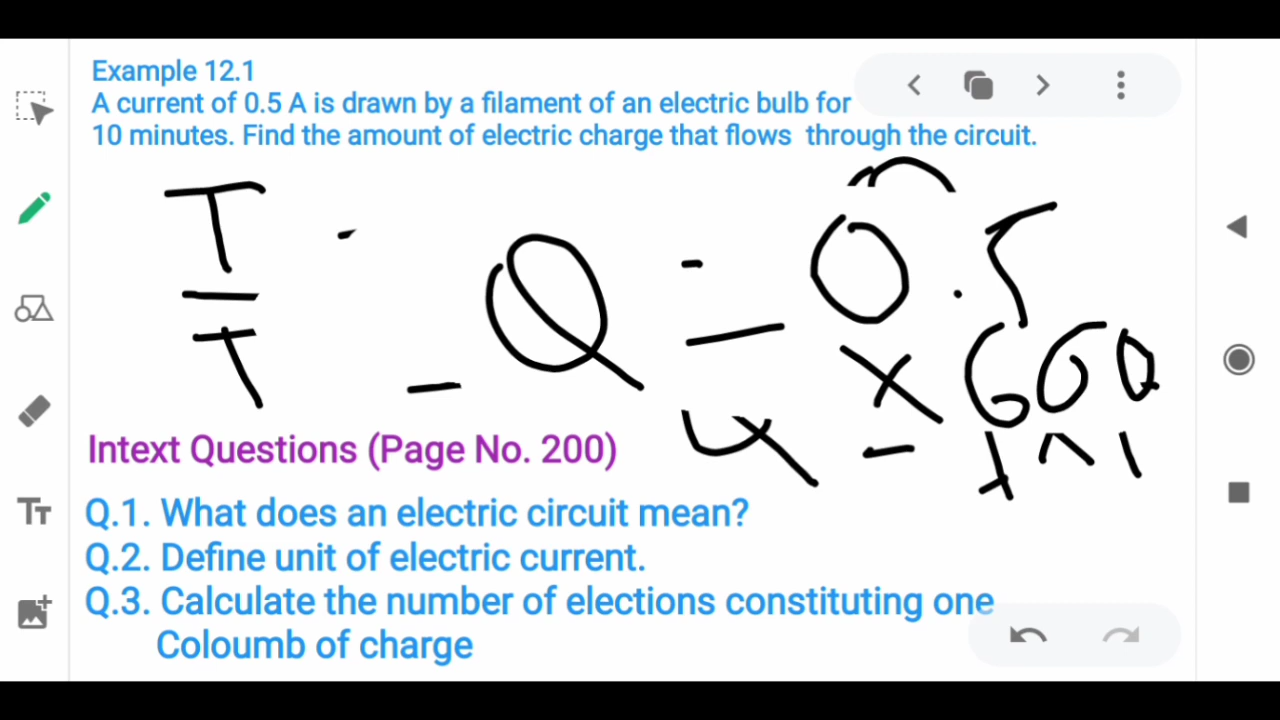 Example 12.1
A current of 0.5 A is drawn by a filament of an electric bulb for
10 minutes. Find the amount of electric charge that flows through the circuit.
Q = 0.5
× 600
Intext Questions (Page No. 200)
Q.1. What does an electric circuit mean?
Q.2. Define unit of electric current.
Q.3. Calculate the number of elections constituting one
Coloumb of charge